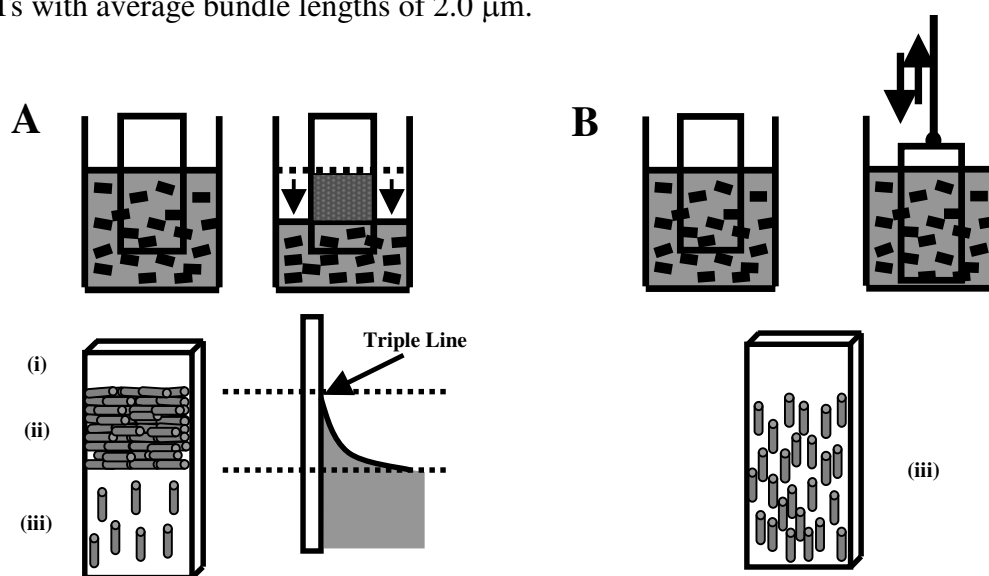 Ts with average bundle lengths of 2.0 μm.
A
B
Triple Line
(i)
(ii)
(iii)
(iii)